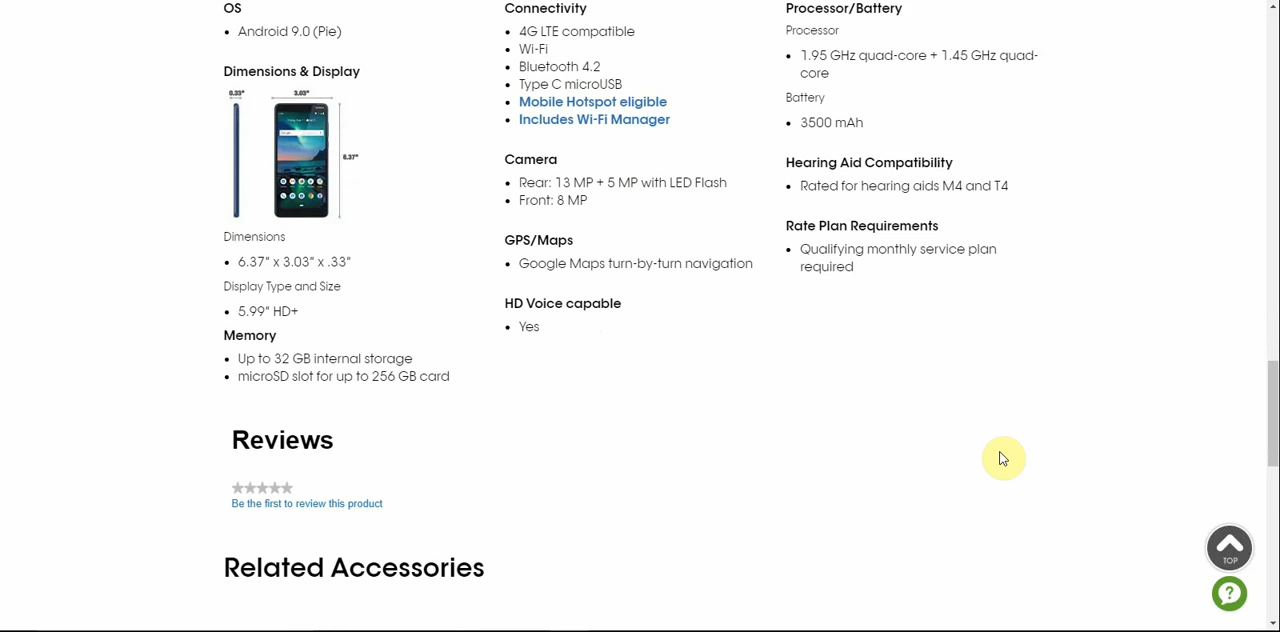 OS
Android 9.0 (Pie)
Dimensions & Display
0.33"
3.03"
6.37"
Dimensions
6.37" x 3.03" x .33"
Display Type and Size
5.99" HD+
Memory
Up to 32 GB internal storage
microSD slot for up to 256 GB card
Connectivity
4G LTE compatible
Wi-Fi
Bluetooth 4.2
Type C microUSB
Mobile Hotspot eligible
Includes Wi-Fi Manager
Camera
Rear: 13 MP + 5 MP with LED Flash
Front: 8 MP
GPS/Maps
Google Maps turn-by-turn navigation
HD Voice capable
Yes
Processor/Battery
Processor
1.95 GHz quad-core + 1.45 GHz quad-
core
Battery
3500 mAh
Hearing Aid Compatibility
Rated for hearing aids M4 and T4
Rate Plan Requirements
Qualifying monthly service plan
required
Reviews
Be the first to review this product
Related Accessories
TOP
?